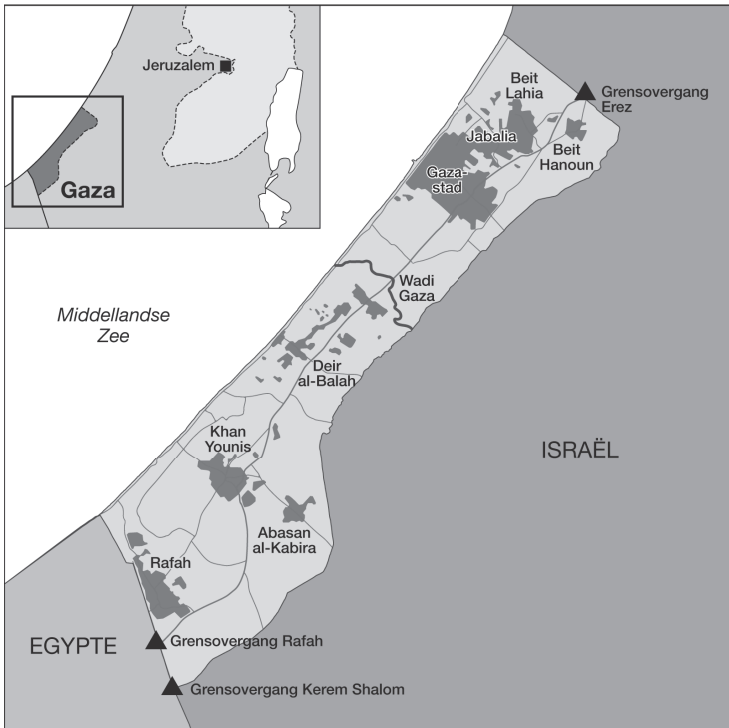 Jeruzalem
Gaza
Beit
Lahia
Grensovergang
Erez
Jabalia
Beit
Hanoun
Gaza-
stad
Wadi
Gaza
Middellandse
Zee
Deir
al-Balah
Khan
Younis
ISRAËL
Abasan
al-Kabira
Rafah
EGYPTE
Grensovergang Rafah
Grensovergang Kerem Shalom